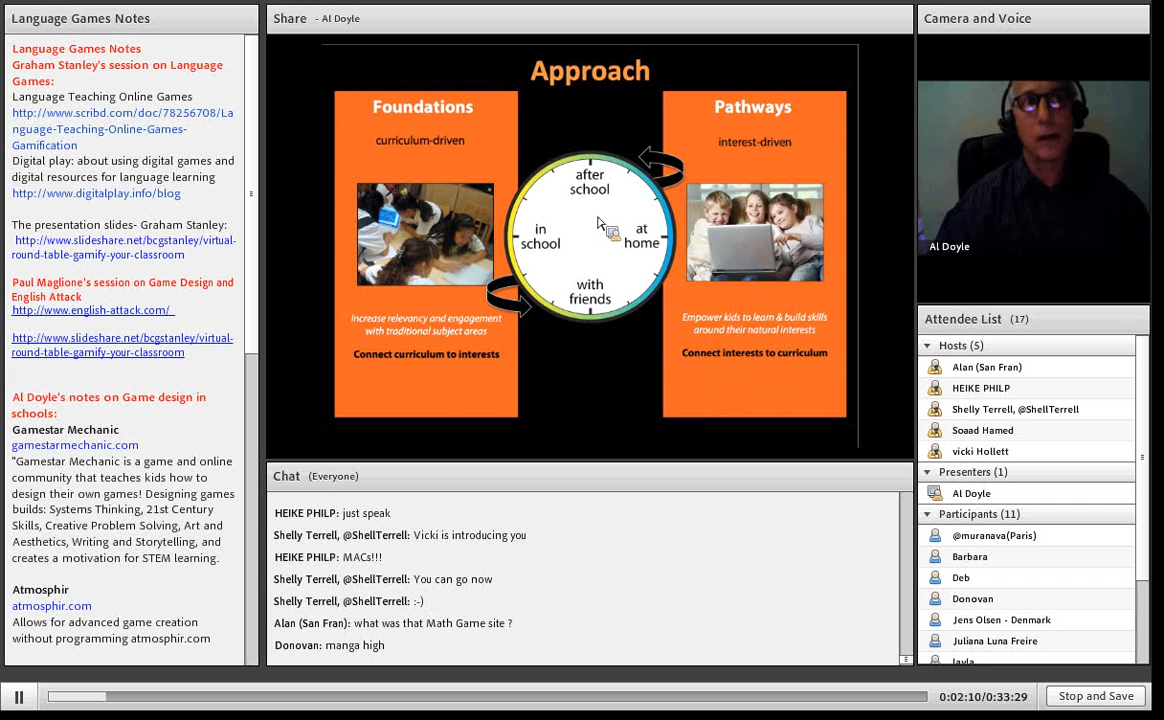 Language Games Notes
Language Games Notes
Graham Stanley's session on Language
Games:
Language Teaching Online Games
http://www.scribd.com/doc/78256708/La
nguage-Teaching-Online-Games-
Gamification
Digital play: about using digital games and
digital resources for language learning
http://www.digitalplay.info/blog
The presentation slides- Graham Stanley:
http://www.slideshare.net/bcgstanley/virtual-
round-table-gamify-your-classroom
Paul Maglione's session on Game Design and
English Attack
http://www.english-attack.com/
http://www.slideshare.net/bcgstanley/virtual-
round-table-gamify-your-classroom
Al Doyle's notes on Game design in
schools:
Gamestar Mechanic
gamestarmechanic.com
"Gamestar Mechanic is a game and online
community that teaches kids how to
design their own games! Designing games
builds: Systems Thinking, 21st Century
Skills, Creative Problem Solving, Art and
Aesthetics, Writing and Storytelling, and
creates a motivation for STEM learning.
Atmosphir
atmosphir.com
Allows for advanced game creation
without programming atmosphir.com
Share - Al Doyle
Approach
Foundations
curriculum-driven
Increase relevancy and engagement
with traditional subject areas
Connect curriculum to interests
after
school
in
school
at
home
with
friends
Pathways
interest-driven
Empower kids to learn & build skills
around their natural interests
Connect interests to curriculum
Chat (Everyone)
HEIKE PHILP: just speak
Shelly Terrell, @ShellTerrell: Vicki is introducing you
HEIKE PHILP: MACs!!!
Shelly Terrell, @ShellTerrell: You can go now
Shelly Terrell, @ShellTerrell: :-)
Alan (San Fran): what was that Math Game site ?
Donovan: manga high
Camera and Voice
Al Doyle
Attendee List (17)
Hosts (5)
Alan (San Fran)
HEIKE PHILP
Shelly Terrell, @ShellTerrell
Soaad Hamed
vicki Hollett
Presenters (1)
Al Doyle
Participants (11)
@muranava(Paris)
Barbara
Deb
Donovan
Jens Olsen - Denmark
Juliana Luna Freire
layla
0:02:10/0:33:29
Stop and Save